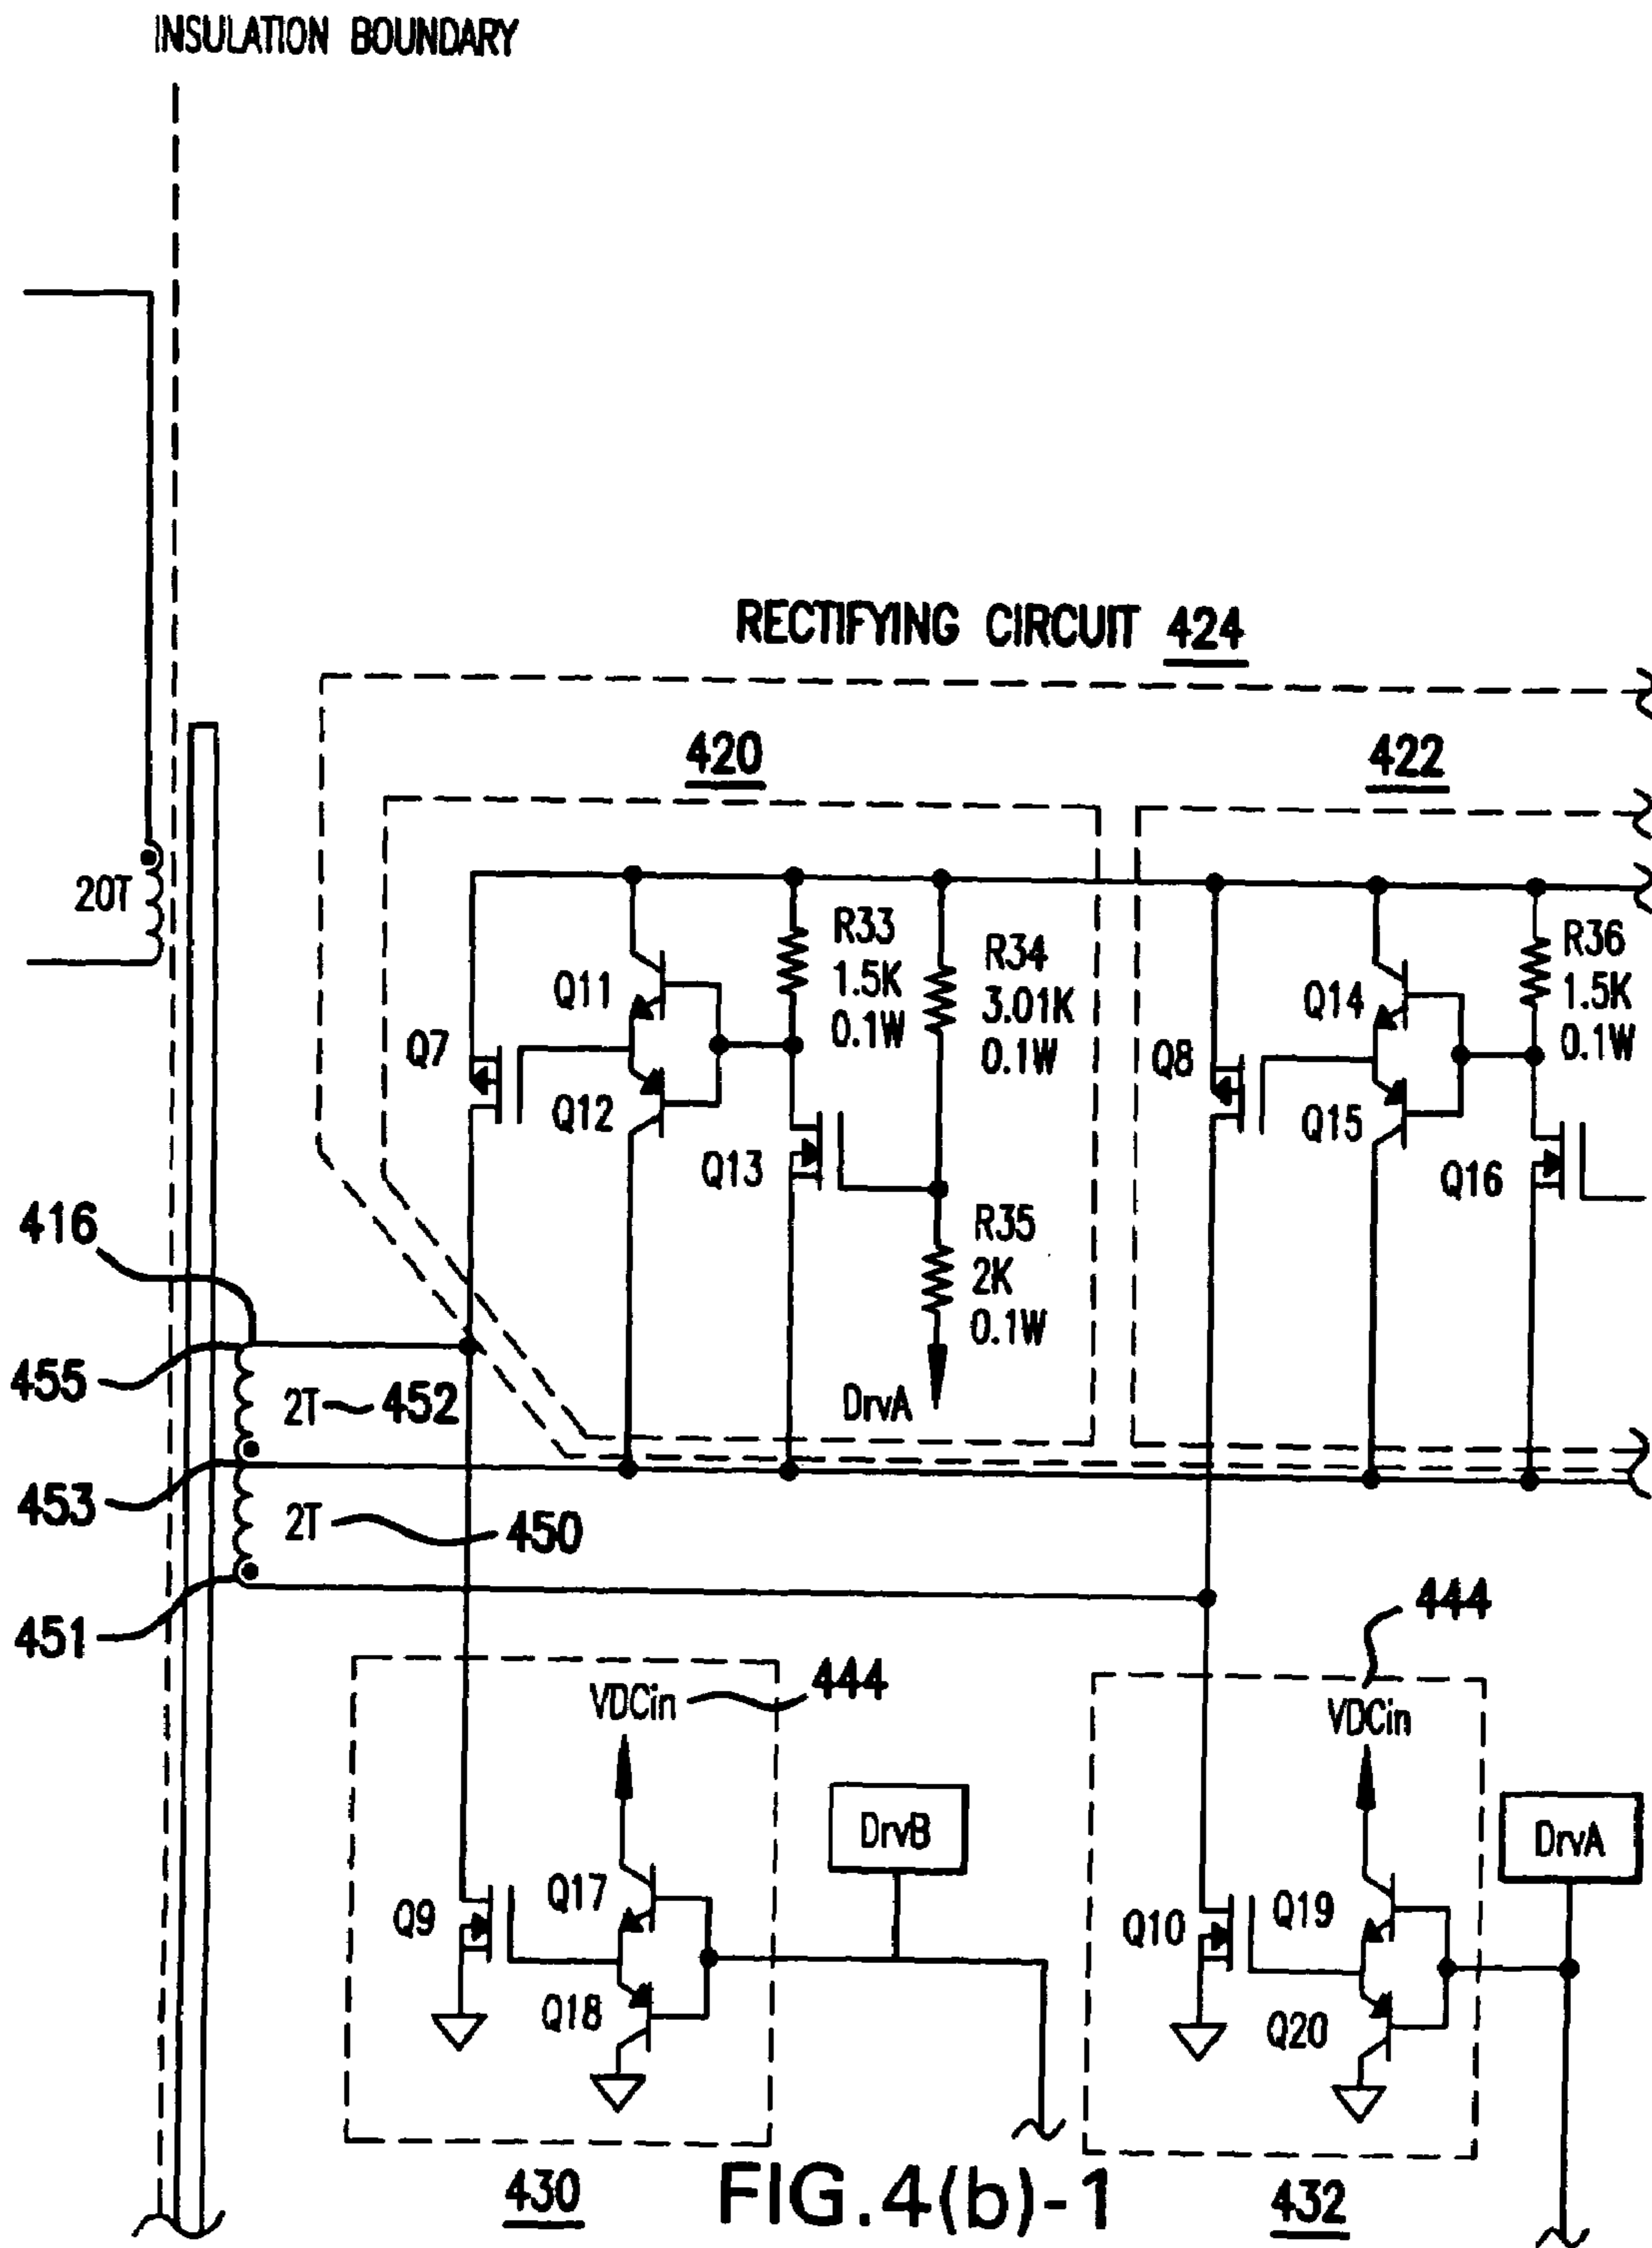 INSULATION BOUNDARY
RECTIFYING CIRCUIT 424
420
422
20T
R33
1.5K
0.1W
R34
3.01K
0.1W
R36
1.5K
0.1W
Q11
Q14
Q7
Q8
Q12
Q15
Q13
Q16
R35
2K
0.1W
DrvA
416
455
2T
452
453
2T
450
451
444
VDCin
444
VDCin
DrvB
DrvA
Q17
Q19
Q9
Q10
Q18
Q20
430
FIG.4(b)-1
432